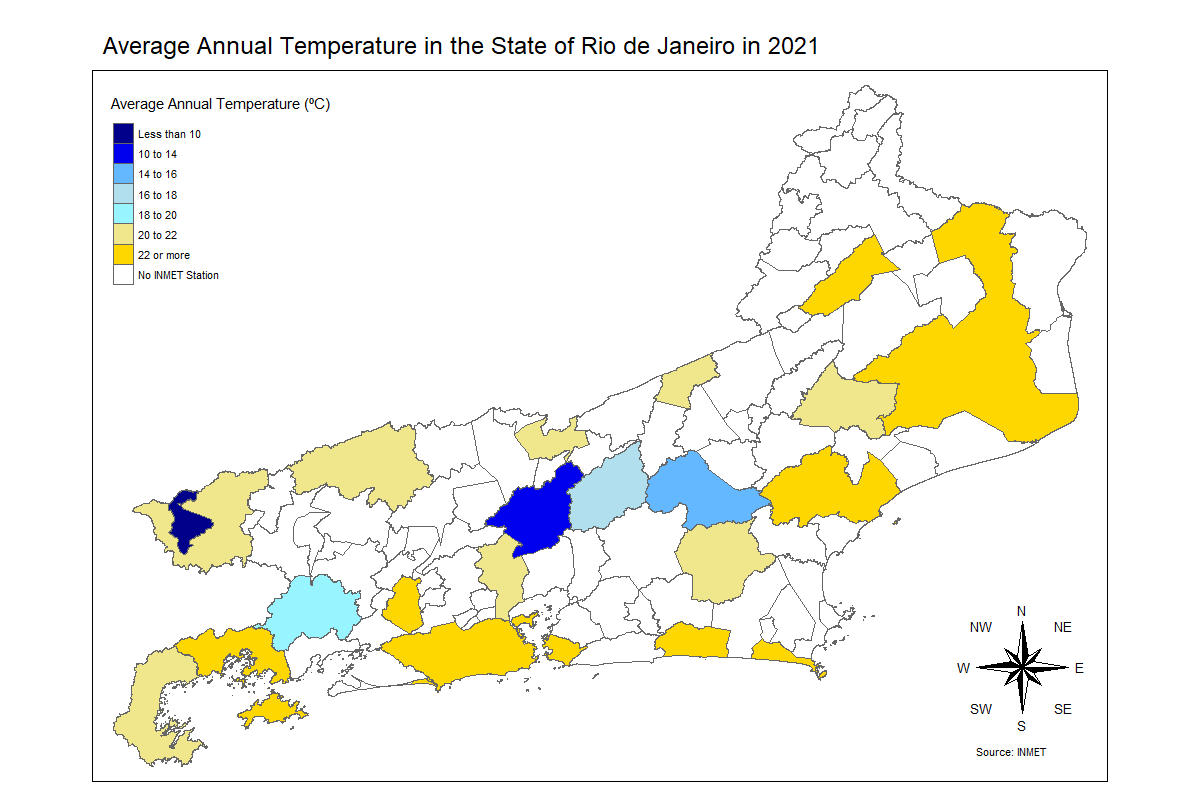 Average Annual Temperature in the State of Rio de Janeiro in 2021
Average Annual Temperature (ºC)
Less than 10
10 to 14
14 to 16
16 to 18
18 to 20
20 to 22
22 or more
No INMET Station
N
NW
NE
W
E
SW
SE
S
Source: INMET